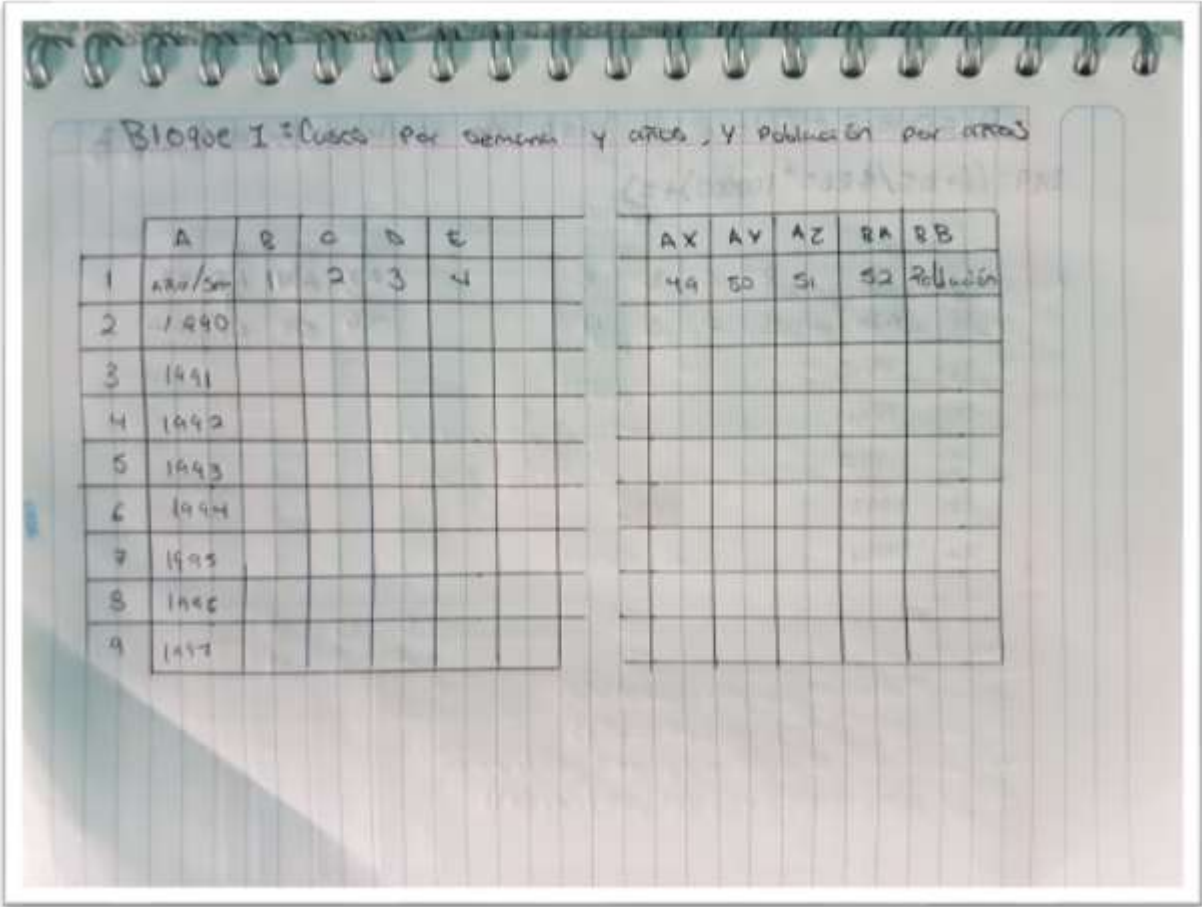 Bloque 1: Casos por semana y años, y Población por años
A B C D E AX AY AZ BA BB
1 año/sem 1 2 3 4 49 50 51 52 Población
2 1990
3 1991
4 1992
5 1993
6 1994
7 1995
8 1996
9 1997